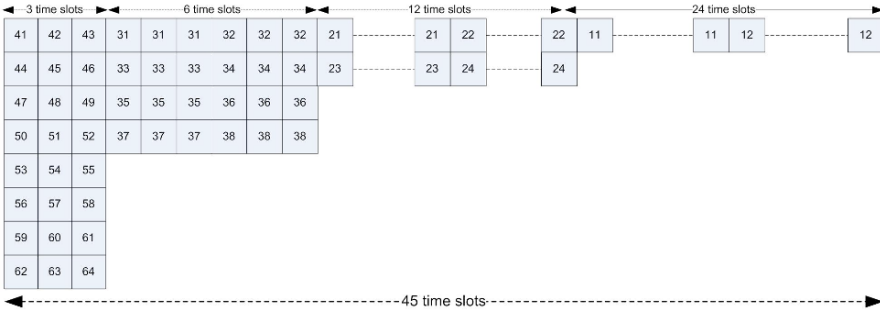 3 time slots 6 time slots 12 time slots 24 time slots
41 42 43 31 31 31 32 32 32 21 21 22 22 11 11 12 12
44 45 46 33 33 33 34 34 34 23 23 24 24
47 48 49 35 35 35 36 36 36
50 51 52 37 37 37 38 38 38
53 54 55
56 57 58
59 60 61
62 63 64
45 time slots